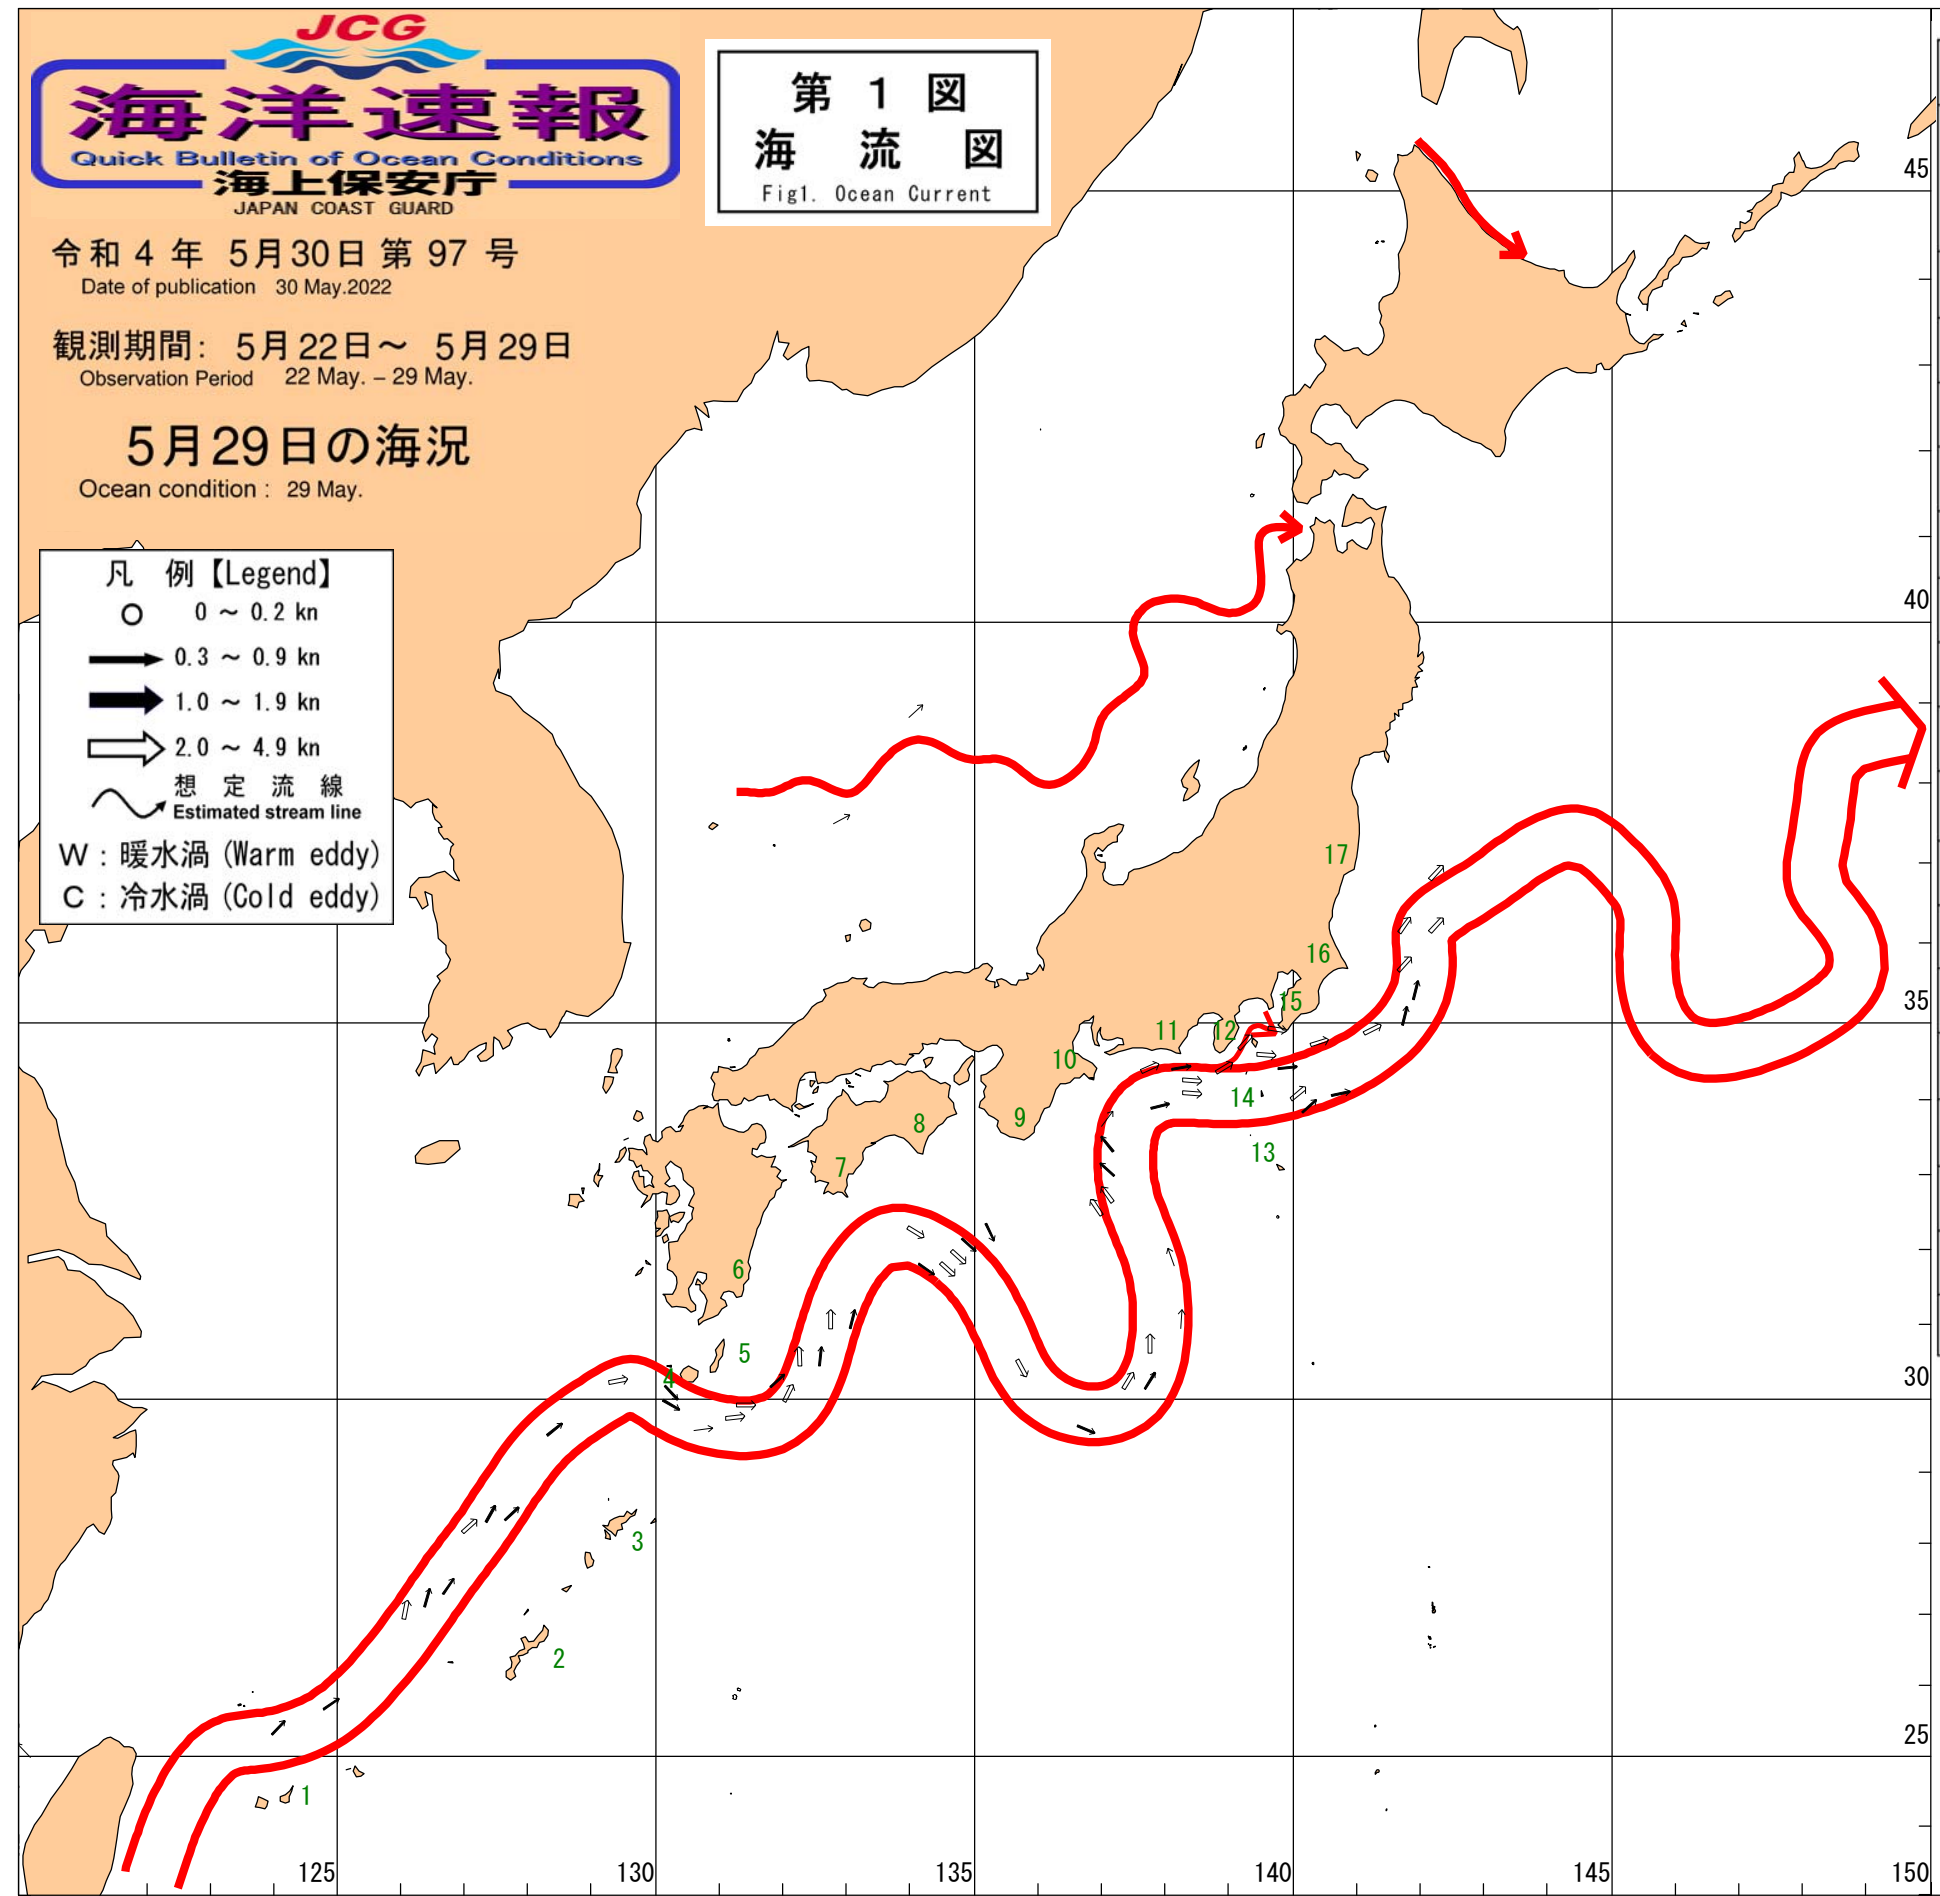 JCG
海洋速報
Quick Bulletin of Ocean Conditions
海上保安庁
JAPAN COAST GUARD
第 1 図
海 流 図
Fig1. Ocean Current
令和 4 年 5月30日 第 97 号
Date of publication 30 May.2022
観測期間: 5月22日～ 5月29日
Observation Period 22 May. – 29 May.
5月29日の海況
Ocean condition : 29 May.
凡 例【Legend】
0 ～ 0.2 kn
0.3 ～ 0.9 kn
1.0 ～ 1.9 kn
2.0 ～ 4.9 kn
想 定 流 線
Estimated stream line
W : 暖水渦 (Warm eddy)
C : 冷水渦 (Cold eddy)
45
40
35
30
25
17
16
15
12
11
10
14
9
8
13
7
6
5
4
3
2
1
125
130
135
140
145
150